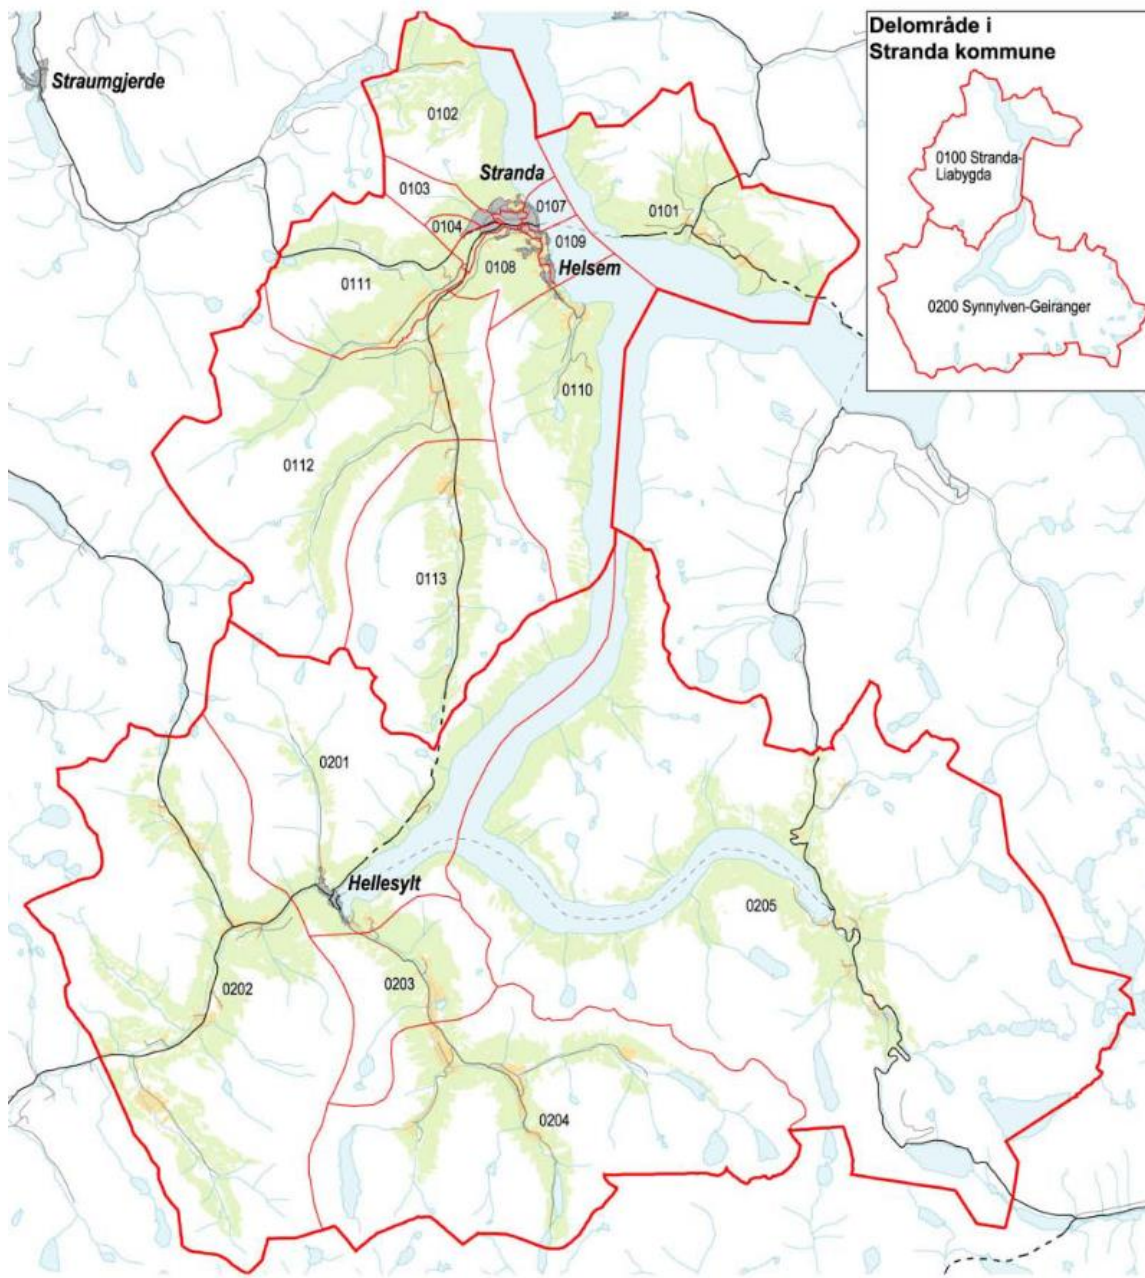 Delområde i
Stranda kommune
0100 Stranda-
Liabygda
0200 Synnylven-Geiranger
Straumgjerde
0102
Stranda
0103
0107
0101
0104
0109
0108
Helsem
0111
0110
0112
0113
0201
Hellesylt
0205
0202
0203
0204